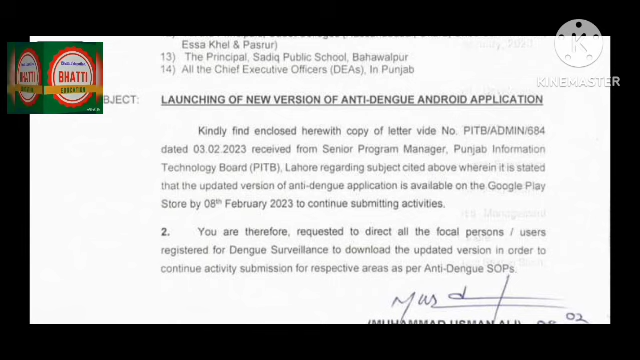 Essa Khel & Pasrur)
13) The Principal, Sadiq Public School, Bahawalpur
14) All the Chief Executive Officers (DEAs), In Punjab
BJECT: LAUNCHING OF NEW VERSION OF ANTI-DENGUE ANDROID APPLICATION
Kindly find enclosed herewith copy of letter vide No. PITB/ADMIN/684
dated 03.02.2023 received from Senior Program Manager, Punjab Information
Technology Board (PITB), Lahore regarding subject cited above wherein it is stated
that the updated version of anti-dengue application is available on the Google Play
Store by 08th February 2023 to continue submitting activities.
2. You are therefore, requested to direct all the focal persons / users
registered for Dengue Surveillance to download the updated version in order to
continue activity submission for respective areas as per Anti-Dengue SOPs.
(MUHAMMAD USMAN ALI)
BHATTI
EDUCATION
BHATTI
EDUCATION
KINEMASTER